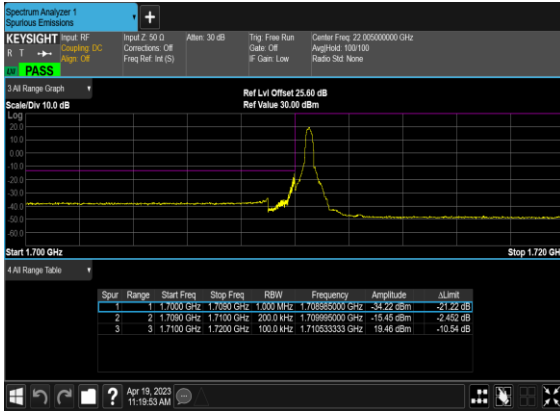 Spectrum Analyzer 1
Spurious Emissions
+
KEYSIGHT Input: RF Input Z: 50 Ω Atten: 30 dB Trig: Free Run Center Freq: 22.005000000 GHz
R T Coupling: DC Corrections: Off Gate: Off Avg|Hold: 100/100
Align: Off Freq Ref: Int (S) IF Gain: Low Radio Std: None
PASS
3 All Range Graph
Ref Lvl Offset 25.60 dB
Scale/Div 10.0 dB Ref Value 30.00 dBm
Log
20.0
10.0
0.00
-10.0
-20.0
-30.0
-40.0
-50.0
-60.0
Start 1.700 GHz Stop 1.720 GH
4 All Range Table
Spur Range Start Freq Stop Freq RBW Frequency Amplitude ΔLimit
1 1 1.7000 GHz 1.7090 GHz 1.000 MHz 1.708985000 GHz -34.22 dBm -21.22 dB
2 2 1.7090 GHz 1.7100 GHz 200.0 kHz 1.709995000 GHz -15.45 dBm -2.452 dB
3 3 1.7100 GHz 1.7200 GHz 100.0 kHz 1.710533333 GHz 19.46 dBm -10.54 dB
? Apr 19, 2023
11:19:53 AM